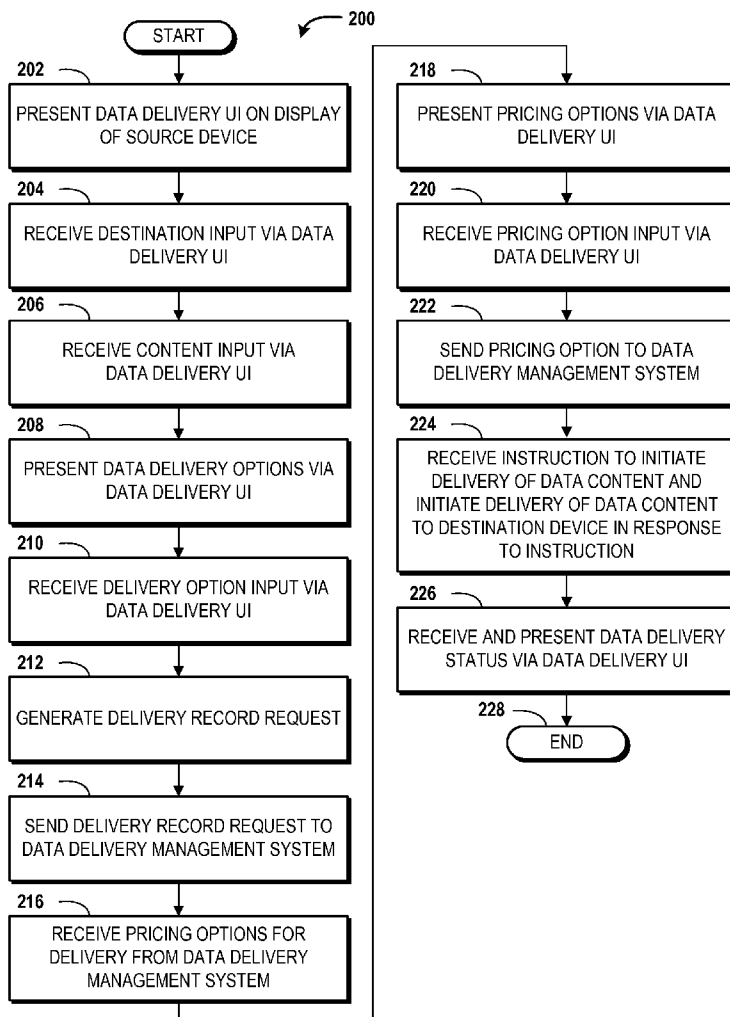 200
START
202
PRESENT DATA DELIVERY UI ON DISPLAY
OF SOURCE DEVICE
204
RECEIVE DESTINATION INPUT VIA DATA
DELIVERY UI
206
RECEIVE CONTENT INPUT VIA
DATA DELIVERY UI
208
PRESENT DATA DELIVERY OPTIONS VIA
DATA DELIVERY UI
210
RECEIVE DELIVERY OPTION INPUT VIA
DATA DELIVERY UI
212
GENERATE DELIVERY RECORD REQUEST
214
SEND DELIVERY RECORD REQUEST TO
DATA DELIVERY MANAGEMENT SYSTEM
216
RECEIVE PRICING OPTIONS FOR
DELIVERY FROM DATA DELIVERY
MANAGEMENT SYSTEM
218
PRESENT PRICING OPTIONS VIA DATA
DELIVERY UI
220
RECEIVE PRICING OPTION INPUT VIA
DATA DELIVERY UI
222
SEND PRICING OPTION TO DATA
DELIVERY MANAGEMENT SYSTEM
224
RECEIVE INSTRUCTION TO INITIATE
DELIVERY OF DATA CONTENT AND
INITIATE DELIVERY OF DATA CONTENT
TO DESTINATION DEVICE IN RESPONSE
TO INSTRUCTION
226
RECEIVE AND PRESENT DATA DELIVERY
STATUS VIA DATA DELIVERY UI
228
END